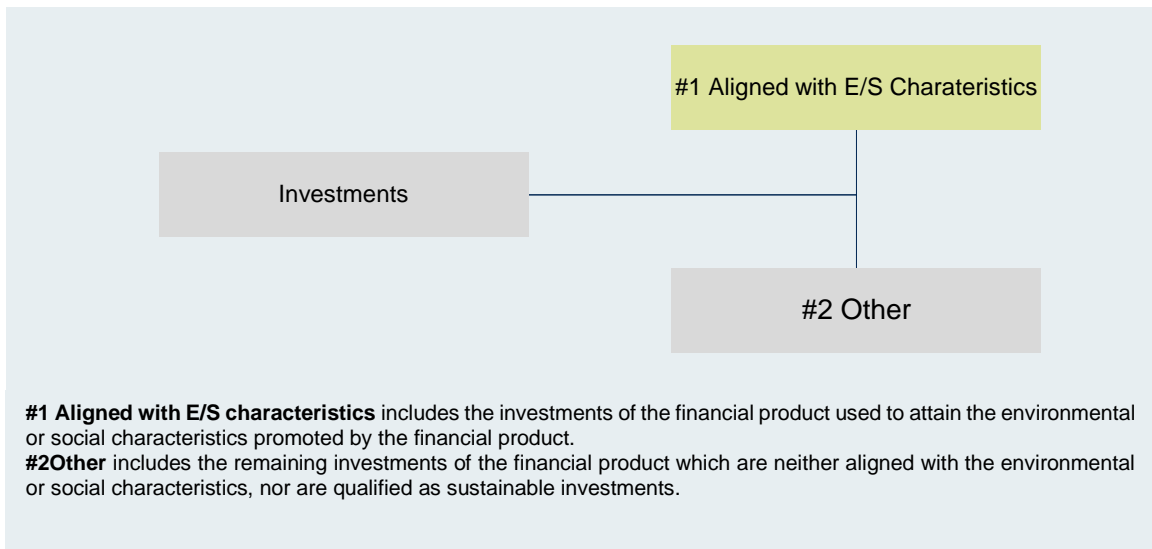 #1 Aligned with E/S Charateristics
Investments
#2 Other
#1 Aligned with E/S characteristics includes the investments of the financial product used to attain the environmental
or social characteristics promoted by the financial product.
#2Other includes the remaining investments of the financial product which are neither aligned with the environmental
or social characteristics, nor are qualified as sustainable investments.